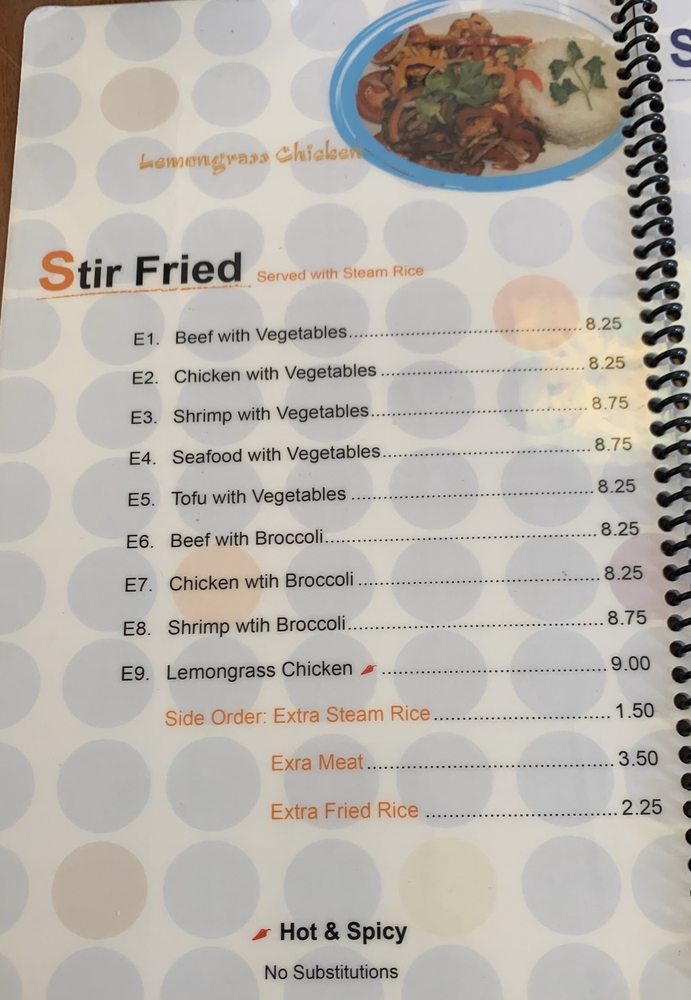 Lemongrass Chicken
S
Stir Fried Served with Steam Rice
E1. Beef with Vegetables........................................8.25
E2. Chicken with Vegetables ...................................8.25
E3. Shrimp with Vegetables.....................................8.75
E4. Seafood with Vegetables...................................8.75
E5. Tofu with Vegetables .........................................8.25
E6. Beef with Broccoli..............................................8.25
E7. Chicken wtih Broccoli ........................................8.25
E8. Shrimp wtih Broccoli...........................................8.75
E9. Lemongrass Chicken .......................................9.00
Side Order: Extra Steam Rice..............................1.50
Exra Meat...........................................3.50
Extra Fried Rice .................................2.25
Hot & Spicy
No Substitutions